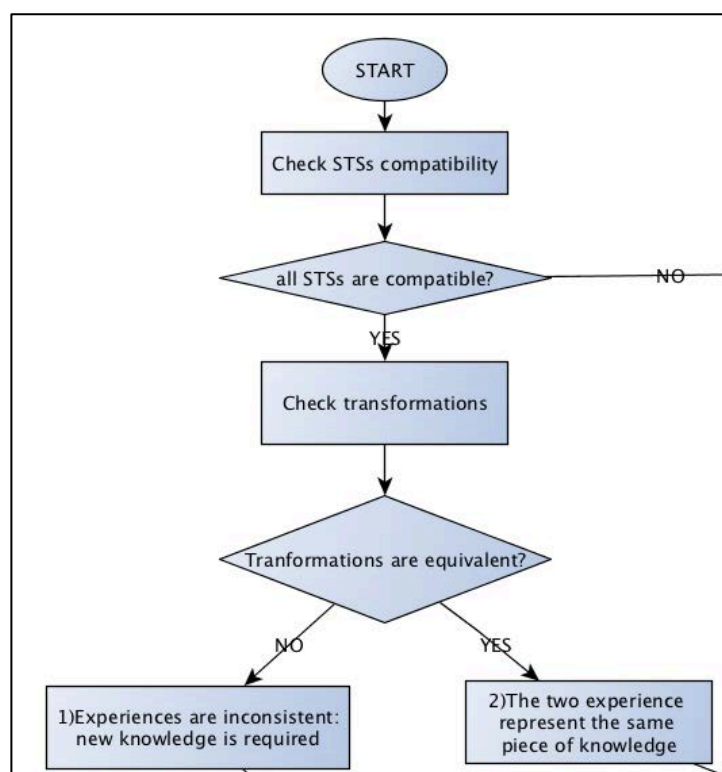 START
Check STSs compatibility
all STSs are compatible?
NO
YES
Check transformations
Tranformations are equivalent?
NO
YES
1)Experiences are inconsistent:
new knowledge is required
2)The two experience
represent the same
piece of knowledge